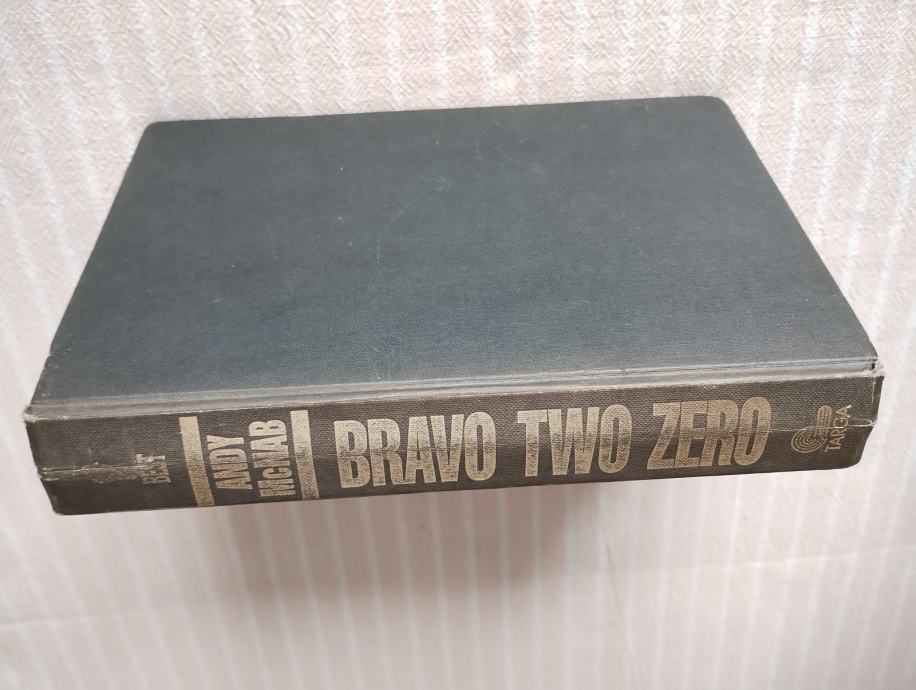 ANDY
McNAB
BRAVO TWO ZERO
TARGA